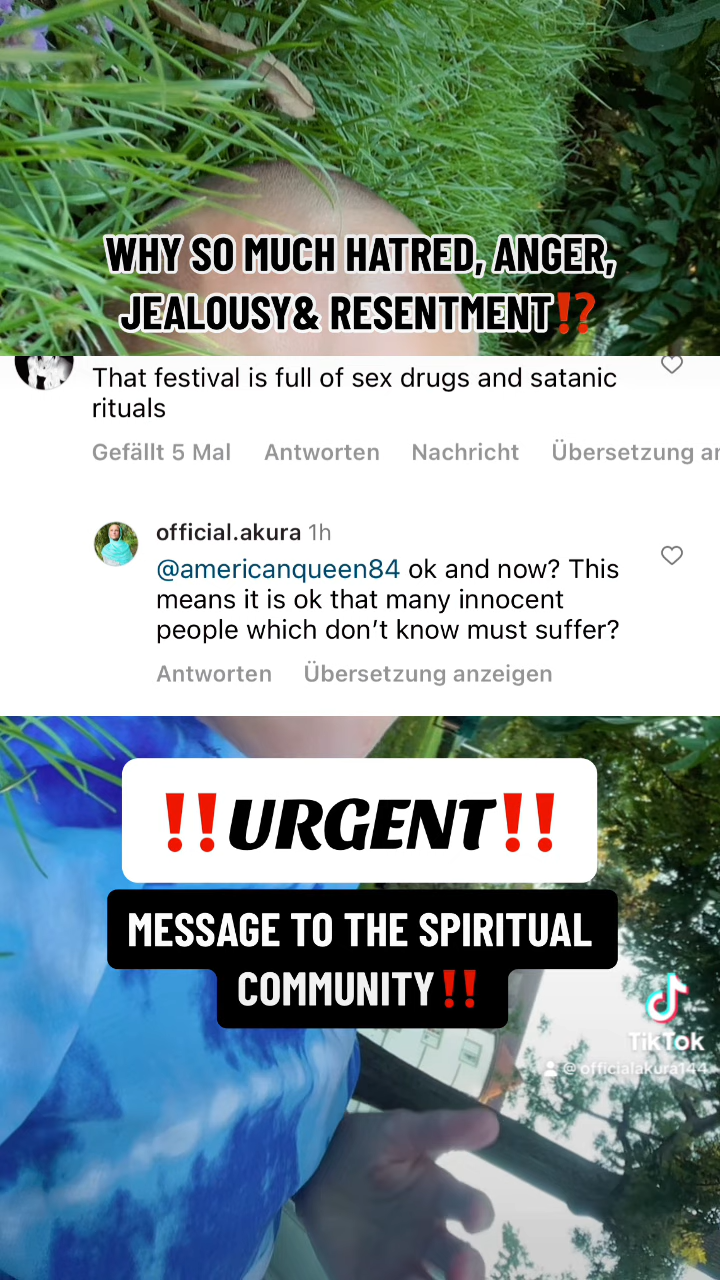 WHY SO MUCH HATRED, ANGER,
JEALOUSY& RESENTMENT⁉️
That festival is full of sex drugs and satanic
rituals
Gefällt 5 Mal Antworten Nachricht Übersetzung an
official.akura 1h
@americanqueen84 ok and now? This
means it is ok that many innocent
people which don’t know must suffer?
Antworten Übersetzung anzeigen
‼️URGENT‼️
MESSAGE TO THE SPIRITUAL
COMMUNITY‼️
TikTok
@officialakura144